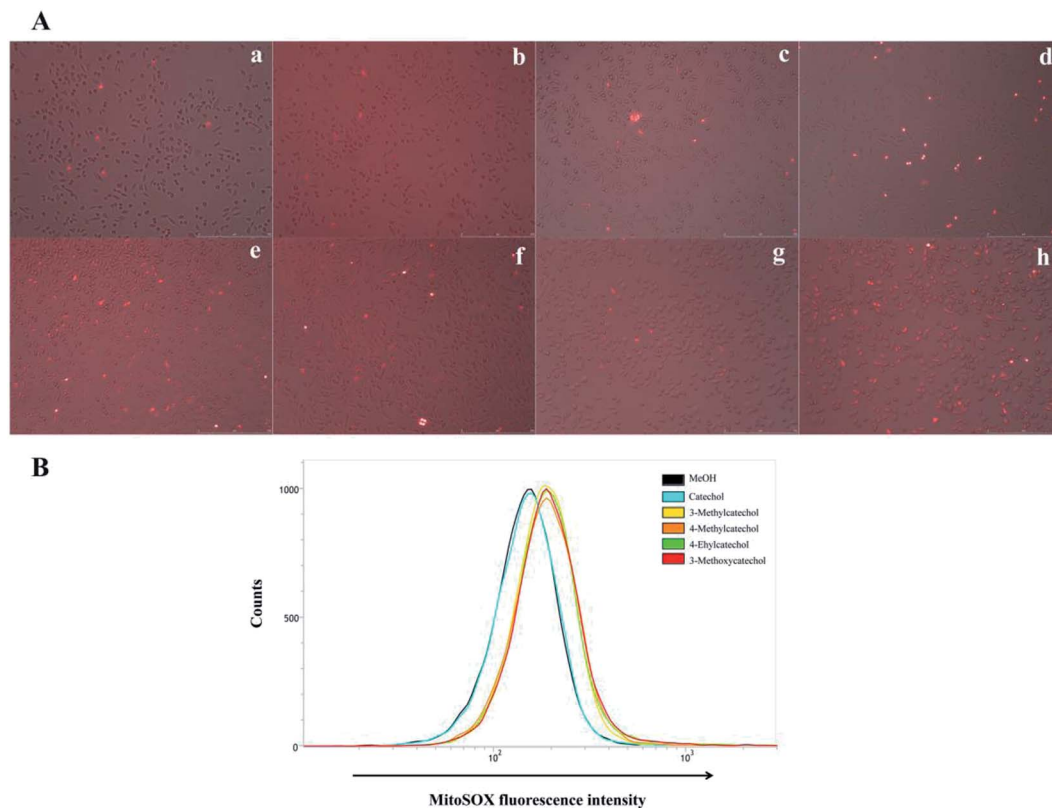 A
a
b
c
d
e
f
g
h
B
1000
500
0
Counts
MeOH
Catechol
3-Methylcatechol
4-Methylcatechol
4-Ehylcatechol
3-Methoxycatechol
10²
10³
MitoSOX fluorescence intensity